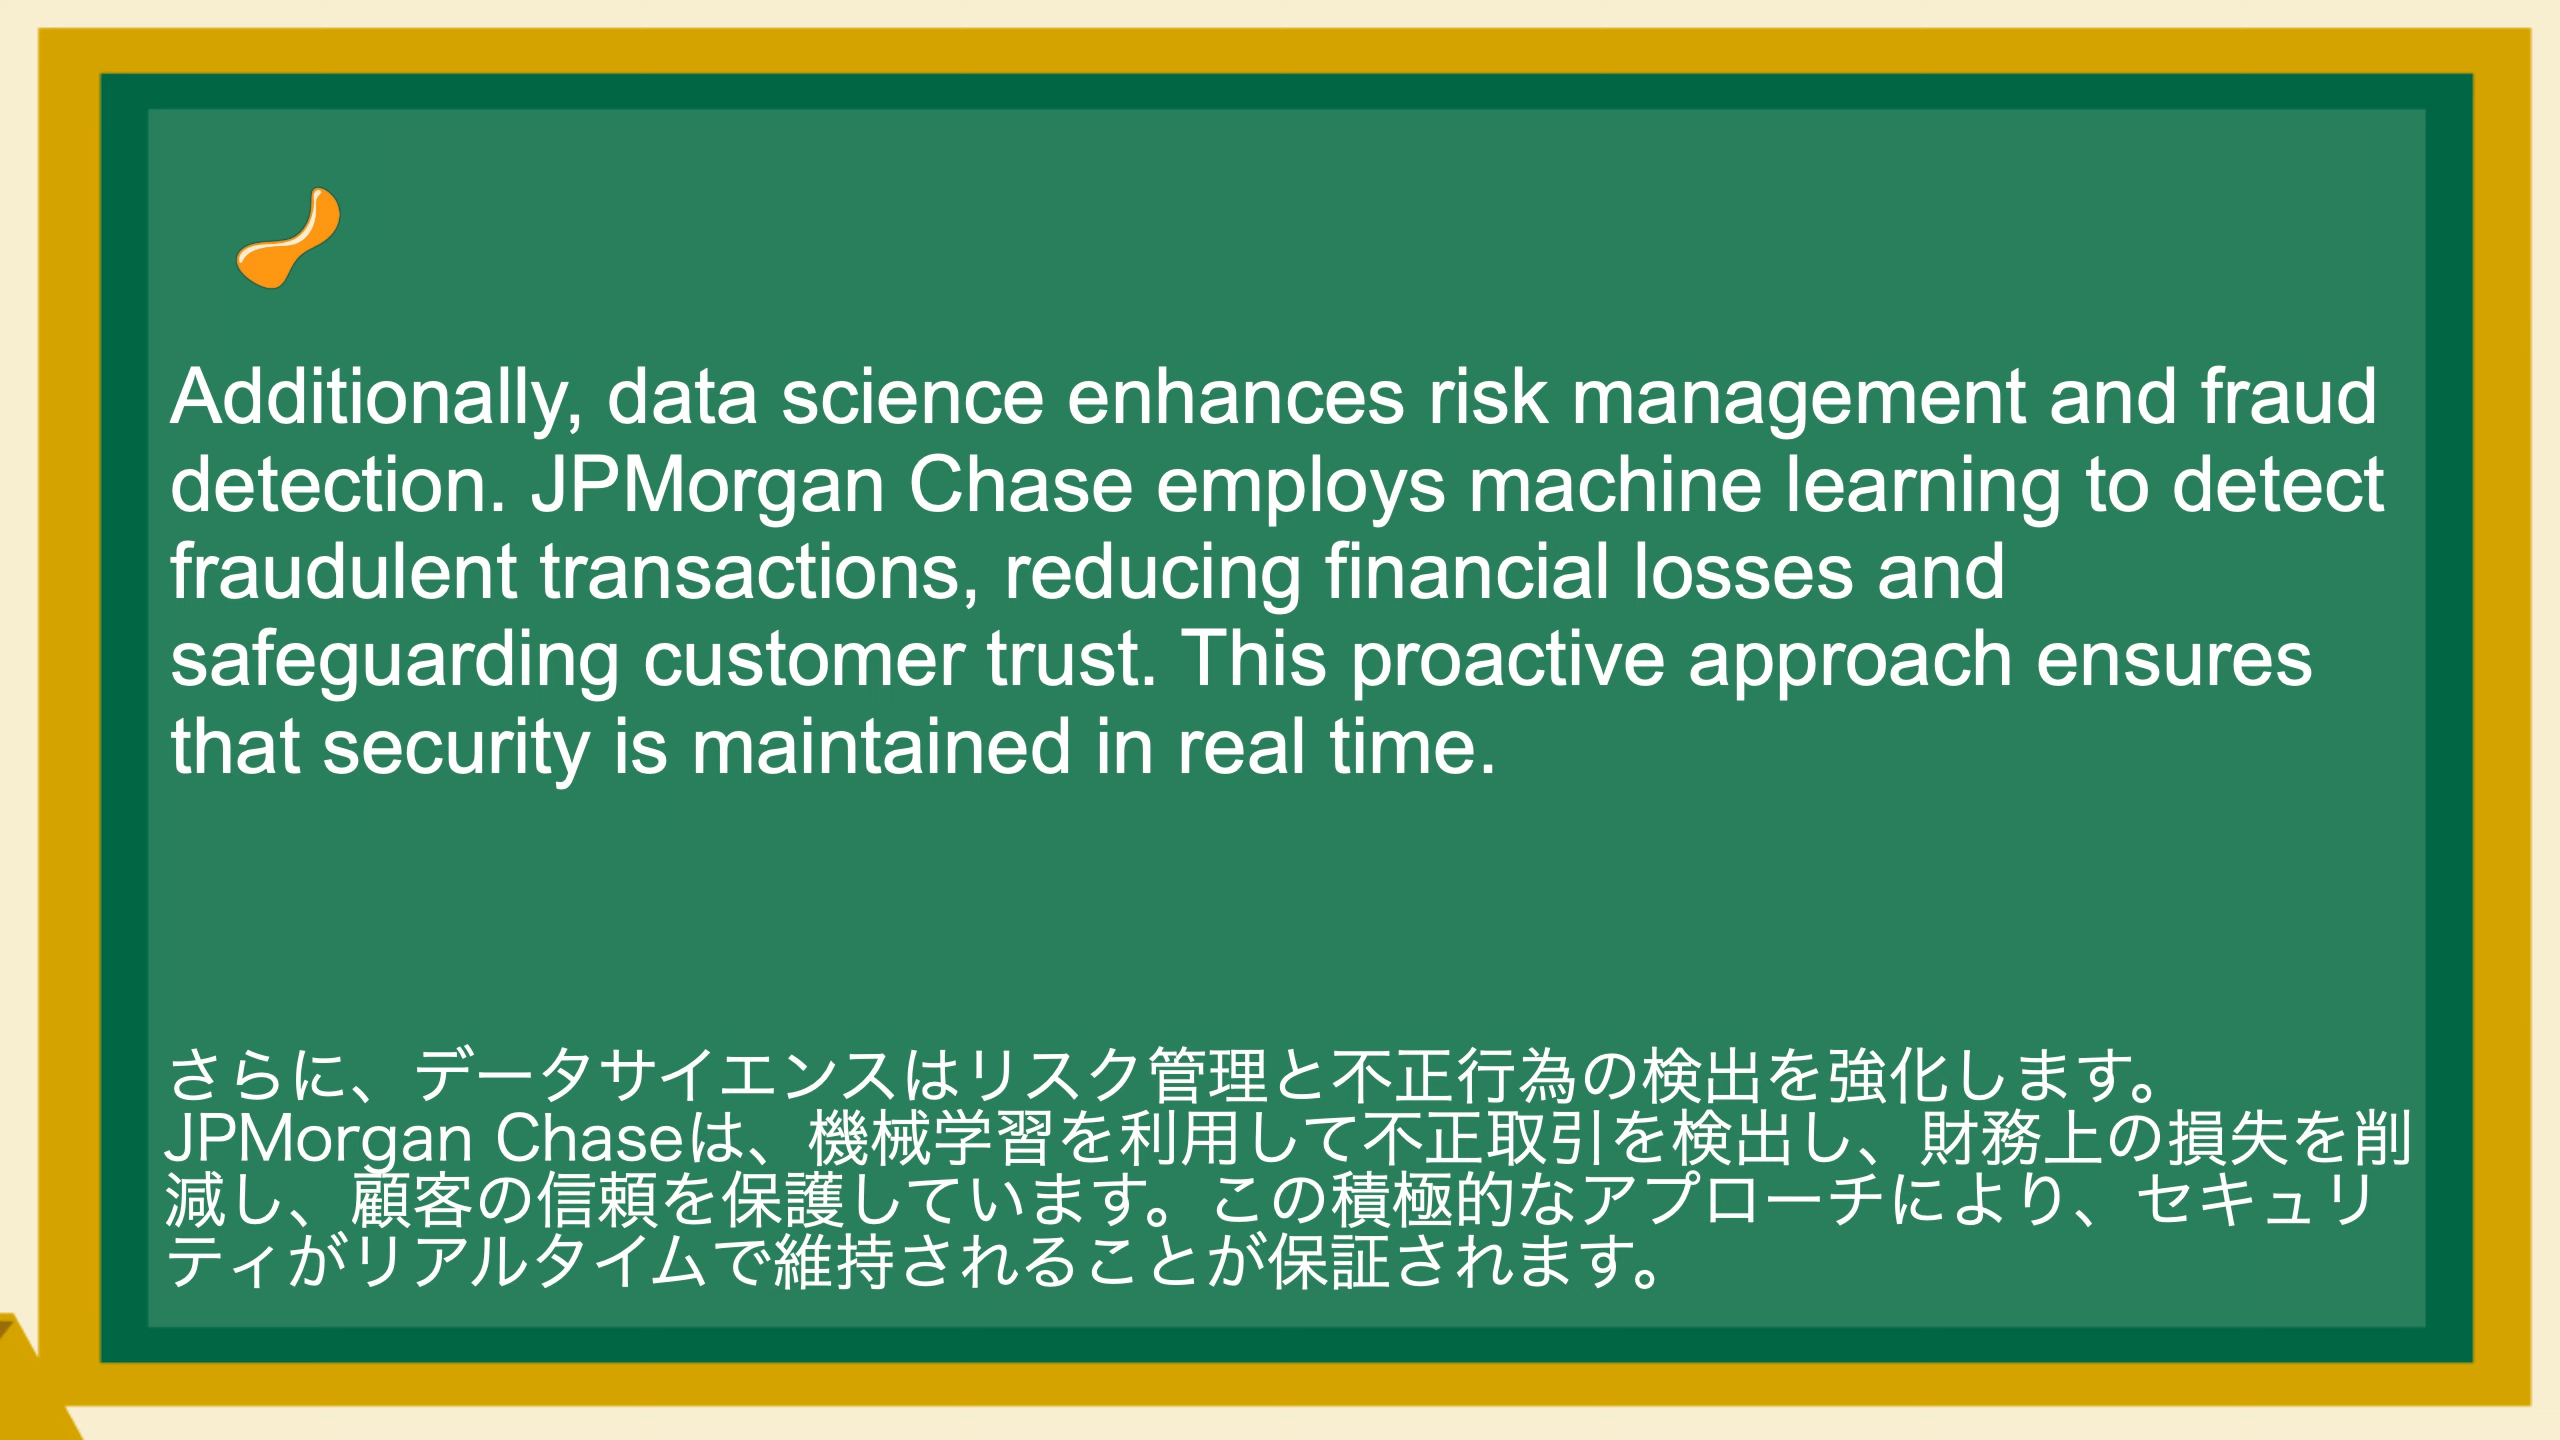 Additionally, data science enhances risk management and fraud
detection. JPMorgan Chase employs machine learning to detect
fraudulent transactions, reducing financial losses and
safeguarding customer trust. This proactive approach ensures
that security is maintained in real time.
さらに、データサイエンスはリスク管理と不正行為の検出を強化します。
JPMorgan Chaseは、機械学習を利用して不正取引を検出し、財務上の損失を削
減し、顧客の信頼を保護しています。この積極的なアプローチにより、セキュリ
ティがリアルタイムで維持されることが保証されます。